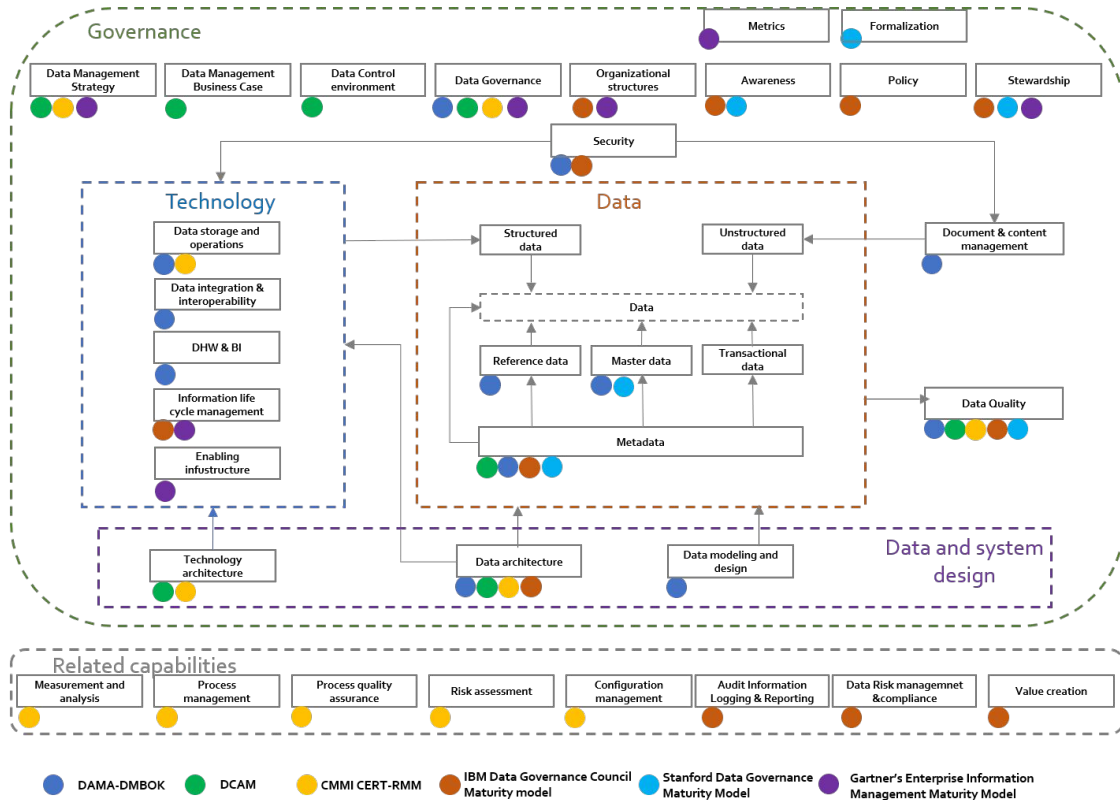 Governance
Metrics
Formalization
Data Management
Strategy
Data Management
Business Case
Data Control
environment
Data Governance
Organizational
structures
Awareness
Policy
Stewardship
Security
Technology
Data
Data storage and
operations
Structured
data
Unstructured
data
Document & content
management
Data integration &
interoperability
Data
DHW & BI
Reference data
Master data
Transactional
data
Information life
cycle management
Data Quality
Metadata
Enabling
infustructure
Data and system
design
Technology
architecture
Data architecture
Data modeling and
design
Related capabilities
Measurement and
analysis
Process
management
Process quality
assurance
Risk assessment
Configuration
management
Audit Information
Logging & Reporting
Data Risk managemnet
&compliance
Value creation
DAMA-DMBOK
DCAM
CMMI CERT-RMM
IBM Data Governance Council
Maturity model
Stanford Data Governance
Maturity Model
Gartner's Enterprise Information
Management Maturity Model